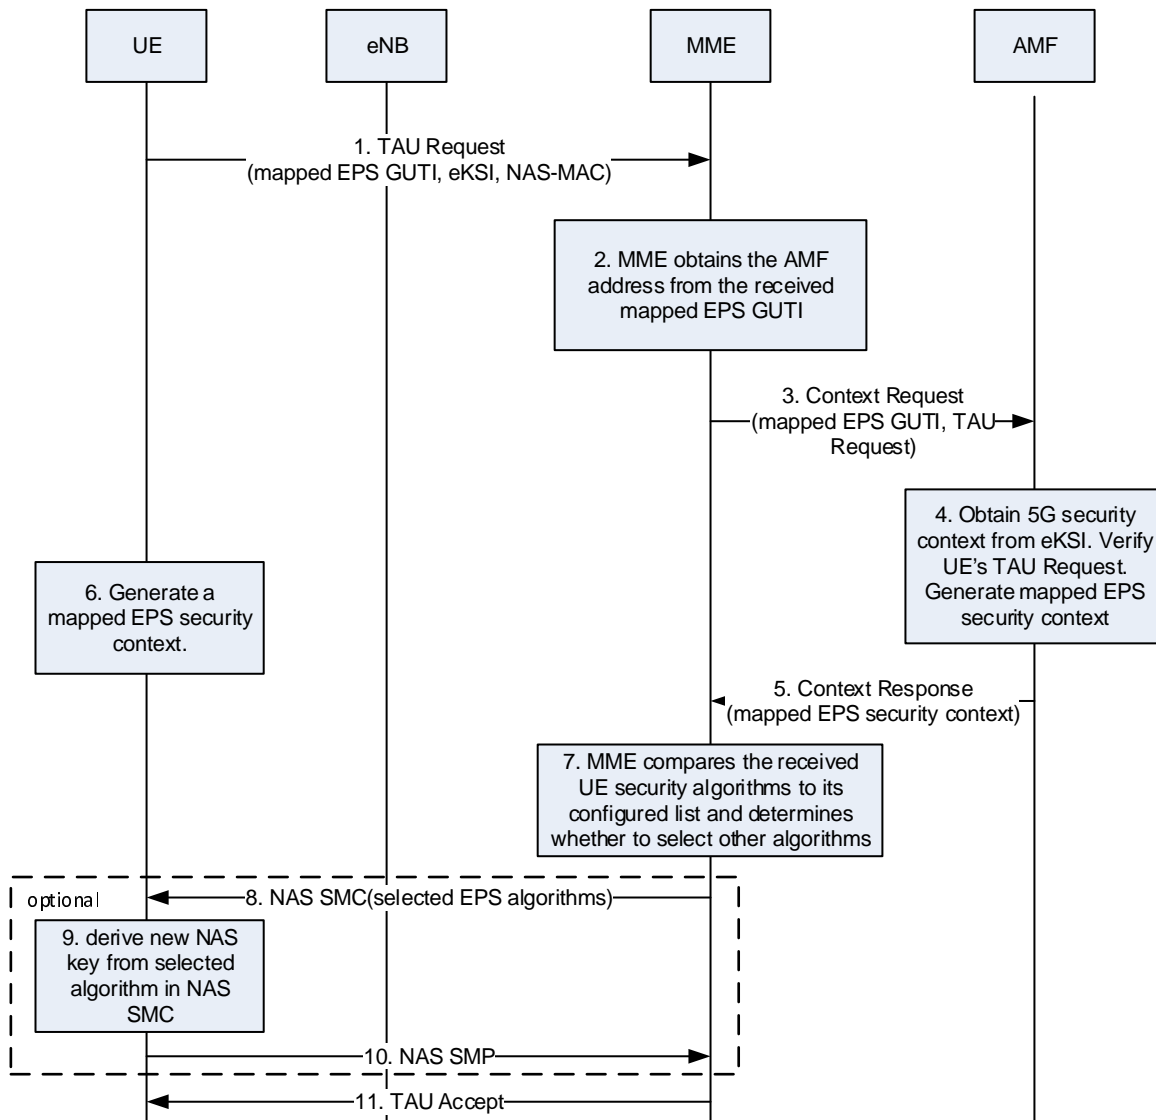 UE
eNB
MME
AMF
1. TAU Request
(mapped EPS GUTI, eKSI, NAS-MAC)
2. MME obtains the AMF
address from the received
mapped EPS GUTI
3. Context Request
(mapped EPS GUTI, TAU
Request)
4. Obtain 5G security
context from eKSI. Verify
UE's TAU Request.
Generate mapped EPS
security context
6. Generate a
mapped EPS security
context.
5. Context Response
(mapped EPS security context)
7. MME compares the received
UE security algorithms to its
configured list and determines
whether to select other algorithms
optional
8. NAS SMC(selected EPS algorithms)
9. derive new NAS
key from selected
algorithm in NAS
SMC
10. NAS SMP
11. TAU Accept